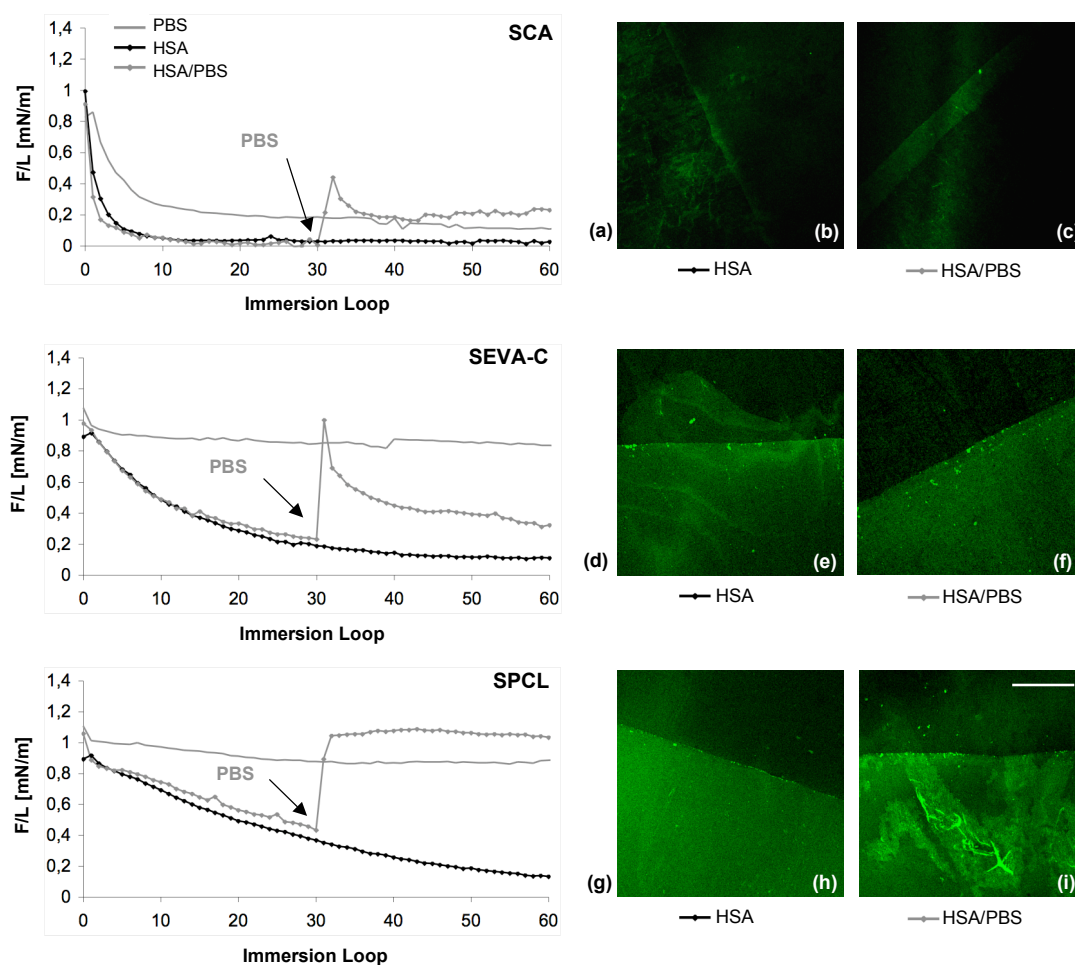 SCA
PBS
HSA
HSA/PBS
1,4
1,2
1
0,8
0,6
0,4
0,2
0
F/L [mN/m]
PBS
0 10 20 30 40 50 60
Immersion Loop
(a)
(b)
(c)
HSA
HSA/PBS
SEVA-C
1,4
1,2
1
0,8
0,6
0,4
0,2
0
F/L [mN/m]
PBS
0 10 20 30 40 50 60
Immersion Loop
(d)
(e)
(f)
HSA
HSA/PBS
SPCL
1,4
1,2
1
0,8
0,6
0,4
0,2
0
F/L [mN/m]
PBS
0 10 20 30 40 50 60
Immersion Loop
(g)
(h)
(i)
HSA
HSA/PBS